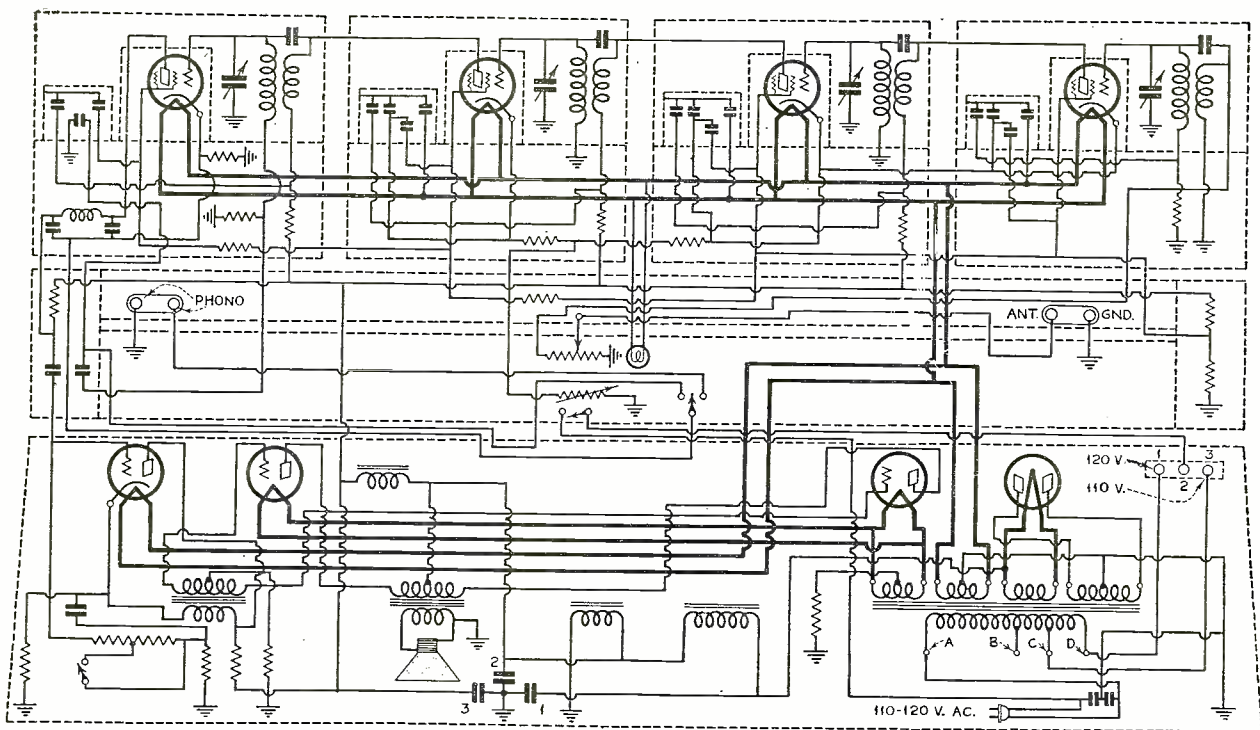 PHONO
ANT. GND.
120 V. 1 3
110 V. 2
A B C D
2
3 1
110-120 V. AC.